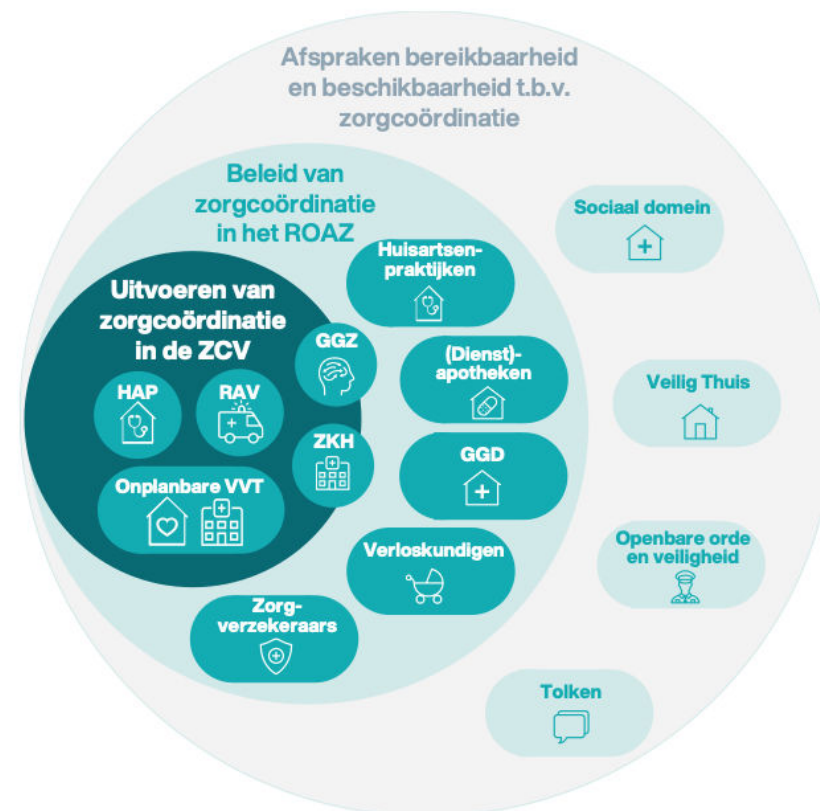 Afspraken bereikbaarheid
en beschikbaarheid t.b.v.
zorgcoördinatie
Beleid van
zorgcoördinatie
in het ROAZ
Uitvoeren van
zorgcoördinatie
in de ZCV
HAP
RAV
Onplanbare VVT
GGZ
ZKH
Huisartsen-
praktijken
(Dienst)-
apotheken
GGD
Verloskundigen
Zorg-
verzekeraars
Sociaal domein
Veilig Thuis
Openbare orde
en veiligheid
Tolken